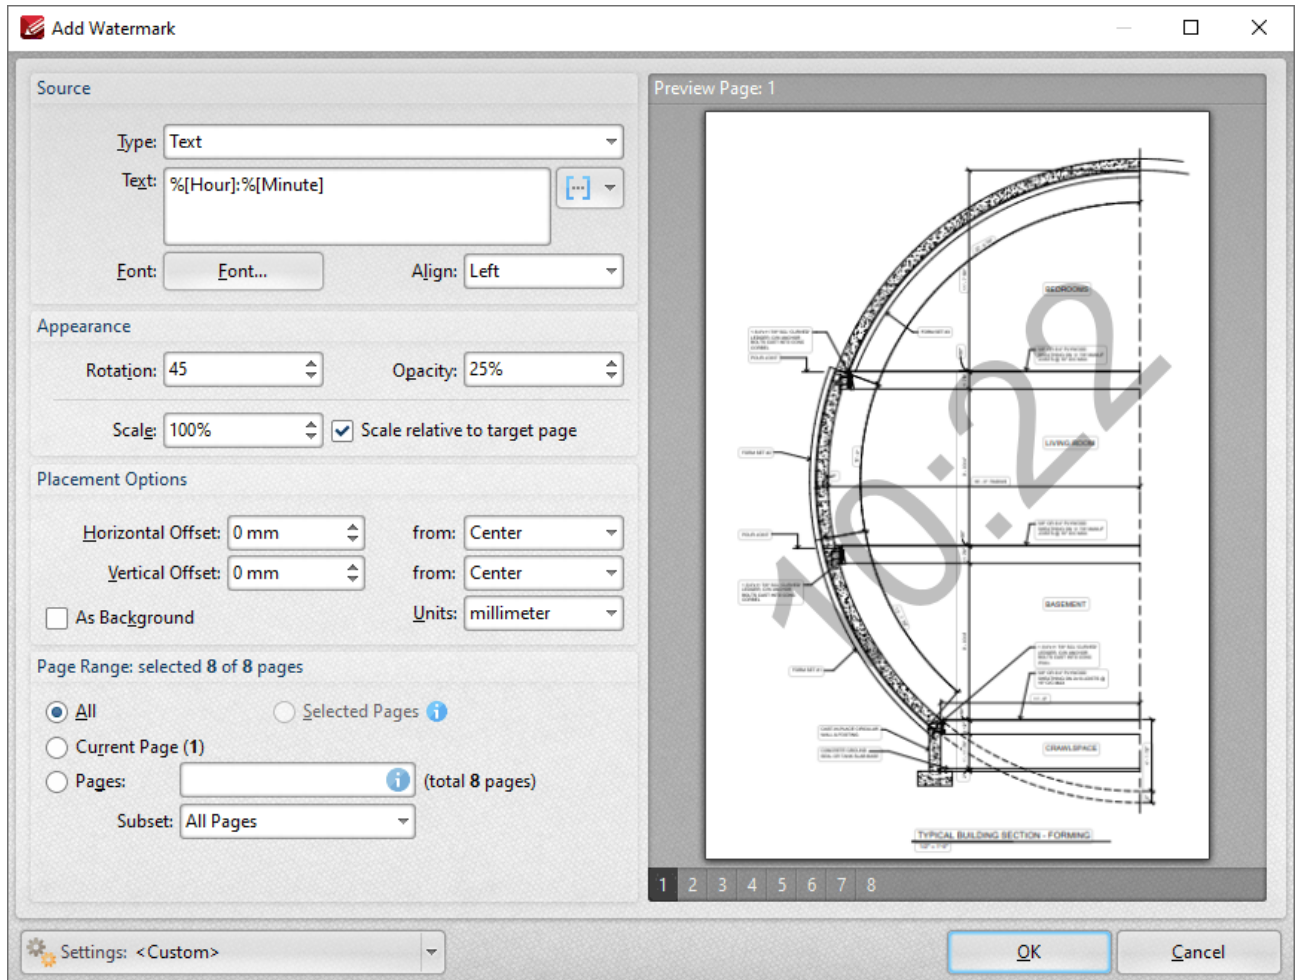 Add Watermark
Source
Type: Text
Text: %[Hour]:%[Minute]
Font: Font...
Align: Left
Appearance
Rotation: 45
Opacity: 25%
Scale: 100%
Scale relative to target page
Placement Options
Horizontal Offset: 0 mm from: Center
Vertical Offset: 0 mm from: Center
As Background
Units: millimeter
Page Range: selected 8 of 8 pages
All
Selected Pages
Current Page (1)
Pages: (total 8 pages)
Subset: All Pages
Preview Page: 1
BEDROOMS
LIVING ROOM
BASEMENT
CRAWLSPACE
10:22
TYPICAL BUILDING SECTION - FORMING
1 2 3 4 5 6 7 8
Settings: <Custom>
OK
Cancel